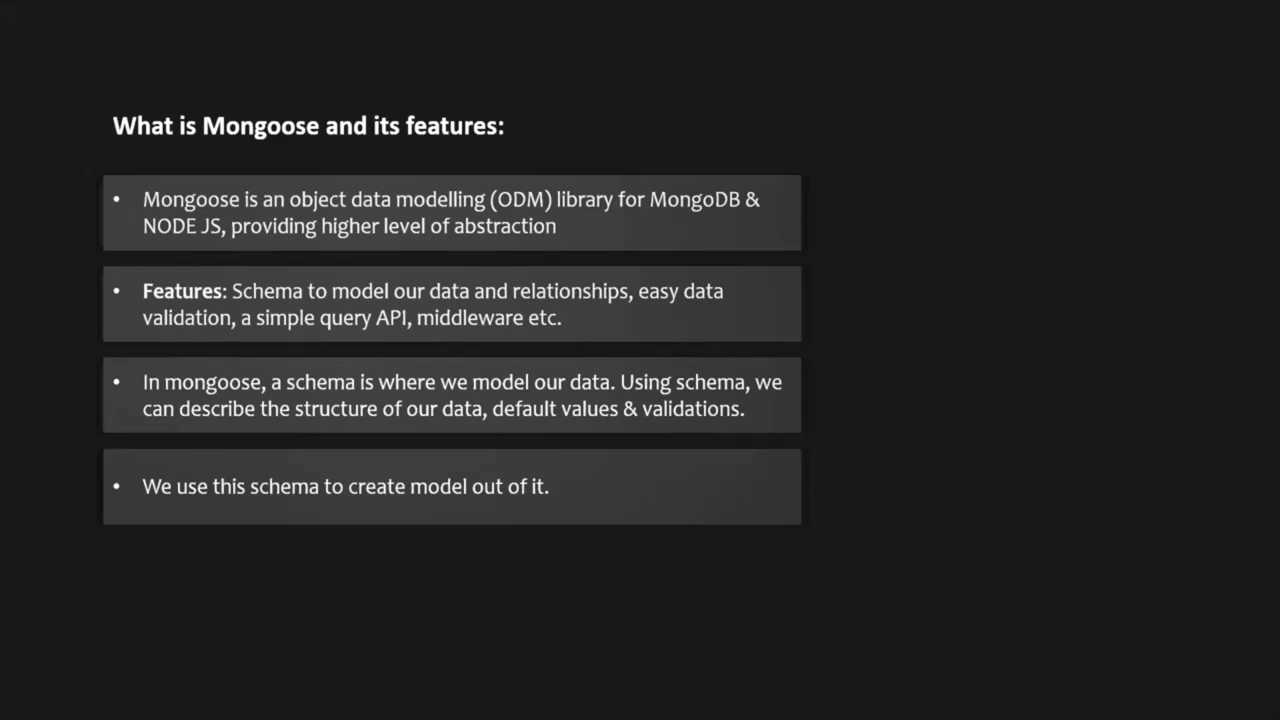 What is Mongoose and its features:
• Mongoose is an object data modelling (ODM) library for MongoDB &
NODE JS, providing higher level of abstraction
• Features: Schema to model our data and relationships, easy data
validation, a simple query API, middleware etc.
• In mongoose, a schema is where we model our data. Using schema, we
can describe the structure of our data, default values & validations.
• We use this schema to create model out of it.